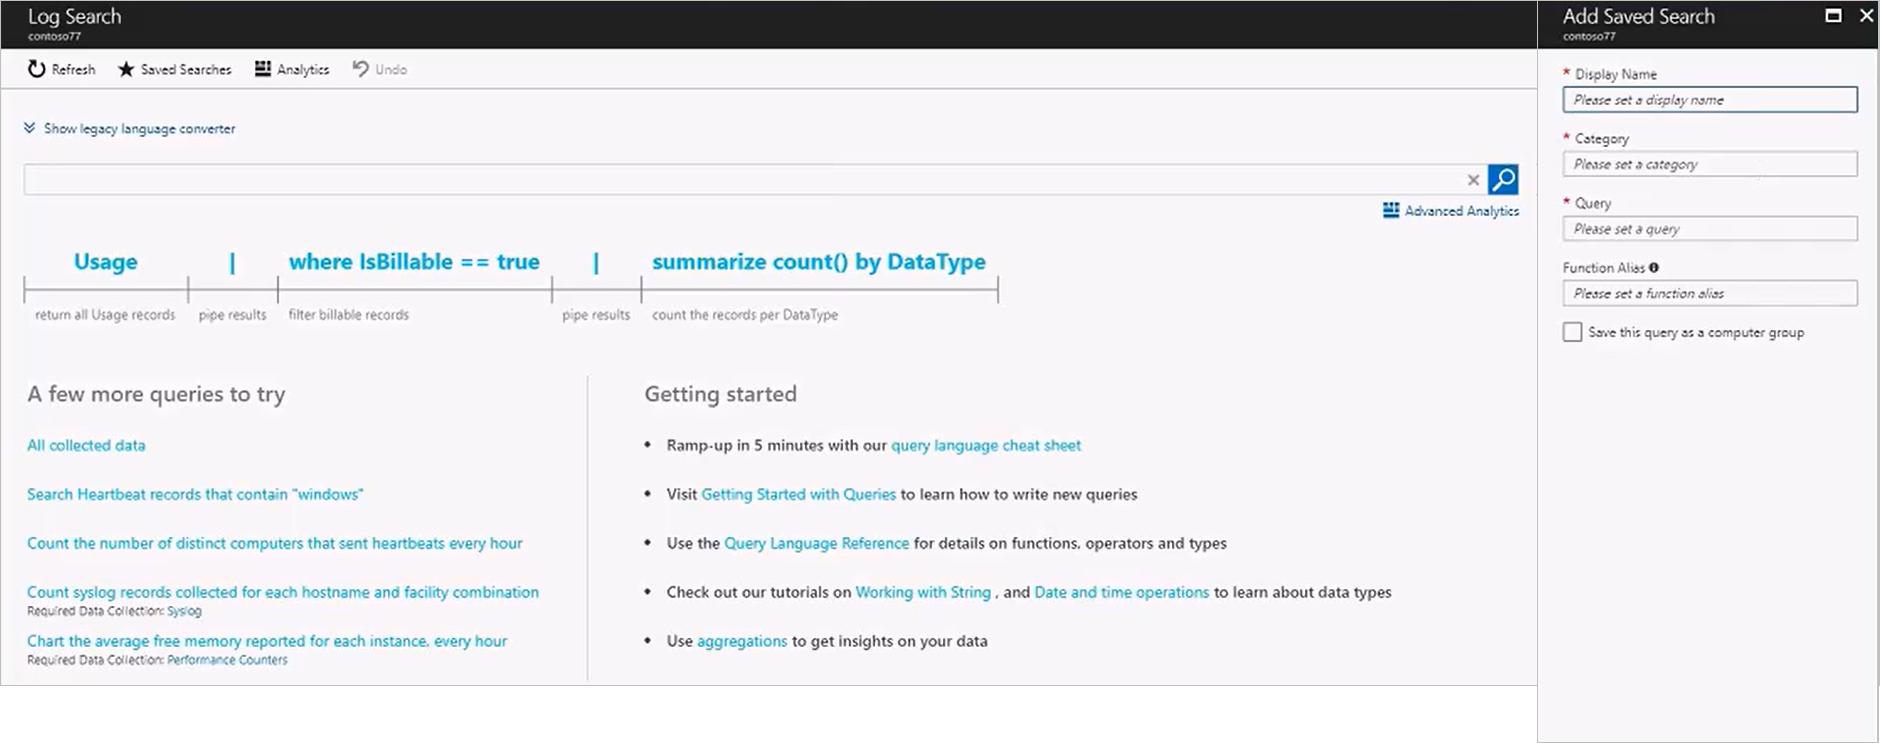 Log Search
contoso77
Refresh Saved Searches Analytics Undo
Show legacy language converter
Advanced Analytics
Usage | where IsBillable == true | summarize count() by DataType
return all Usage records pipe results filter billable records pipe results count the records per DataType
A few more queries to try
All collected data
Search Heartbeat records that contain "windows"
Count the number of distinct computers that sent heartbeats every hour
Count syslog records collected for each hostname and facility combination
Required Data Collection: Syslog
Chart the average free memory reported for each instance, every hour
Required Data Collection: Performance Counters
Getting started
• Ramp-up in 5 minutes with our query language cheat sheet
• Visit Getting Started with Queries to learn how to write new queries
• Use the Query Language Reference for details on functions, operators and types
• Check out our tutorials on Working with String , and Date and time operations to learn about data types
• Use aggregations to get insights on your data
Add Saved Search
contoso77
* Display Name
Please set a display name
* Category
Please set a category
* Query
Please set a query
Function Alias
Please set a function alias
Save this query as a computer group